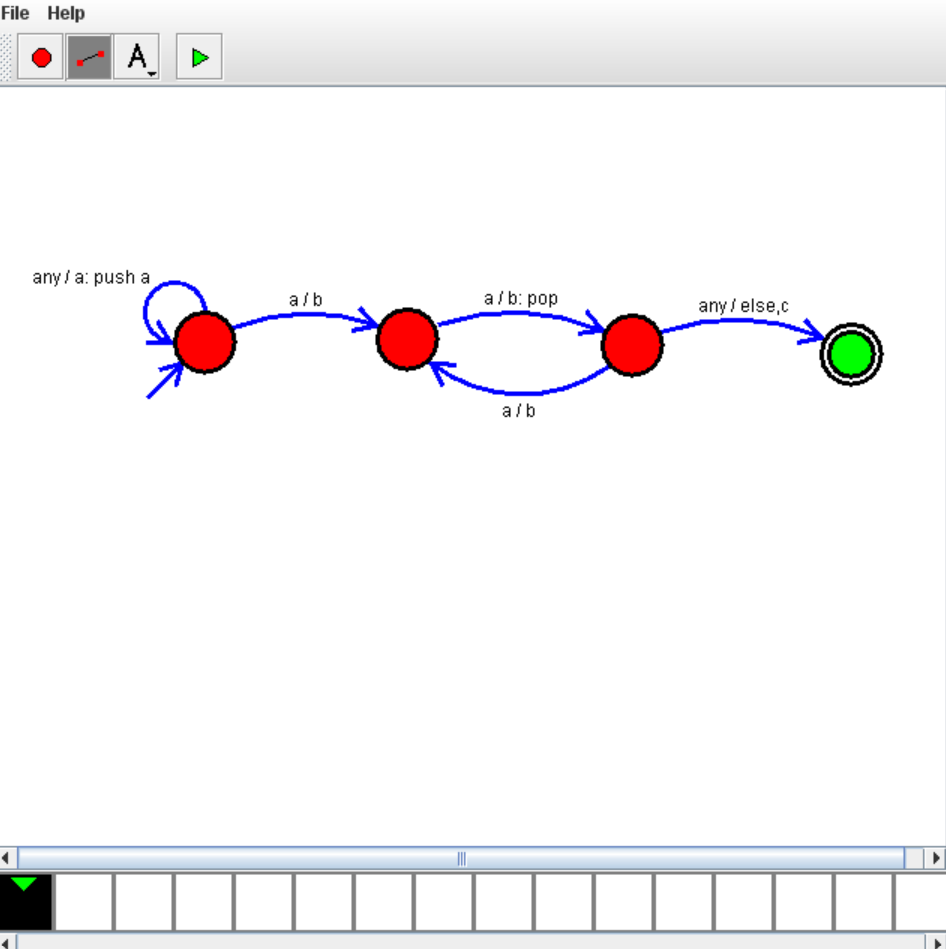 File Help
A
any / a: push a
a / b
a / b: pop
any / else,c
a / b